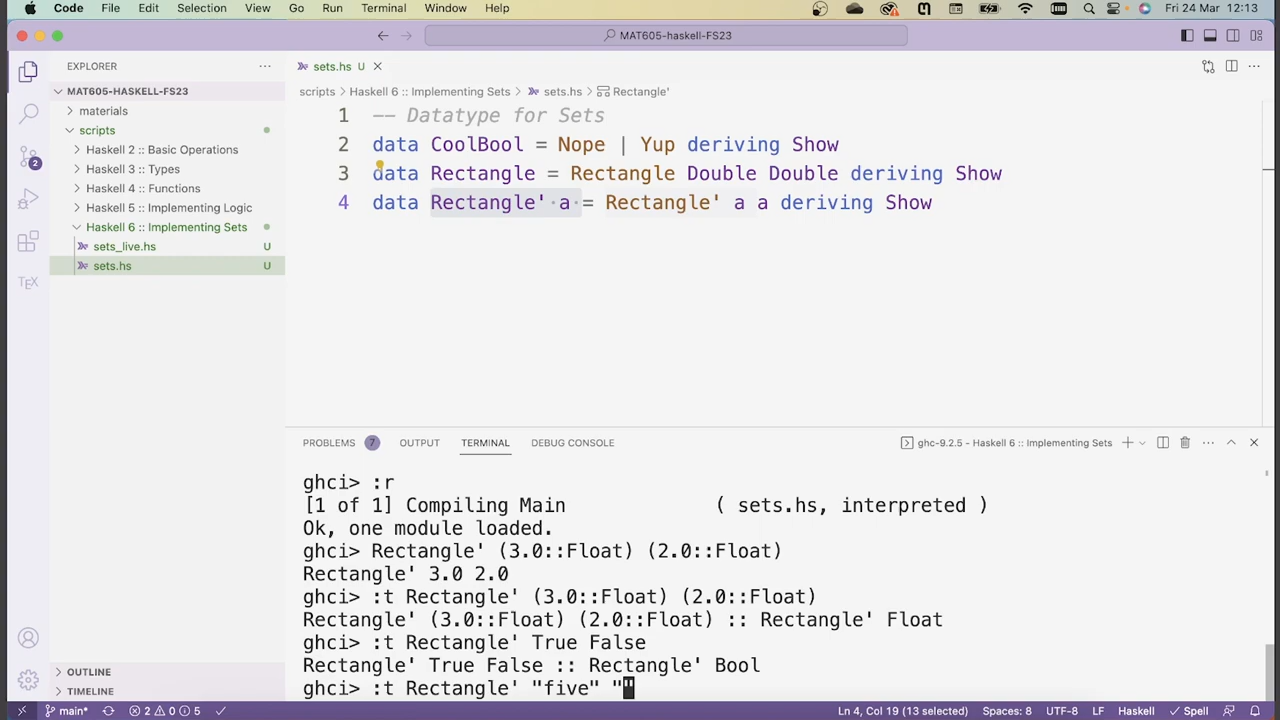 Code File Edit Selection View Go Run Terminal Window Help Fri 24 Mar 12:13
MAT605-haskell-FS23
EXPLORER
sets.hs U
MAT605-HASKELL-FS23
scripts > Haskell 6 :: Implementing Sets > sets.hs > Rectangle'
materials
scripts
Haskell 2 :: Basic Operations
Haskell 3 :: Types
Haskell 4 :: Functions
Haskell 5 :: Implementing Logic
Haskell 6 :: Implementing Sets
sets_live.hs U
sets.hs U
1 -- Datatype for Sets
2 data CoolBool = Nope | Yup deriving Show
3 data Rectangle = Rectangle Double Double deriving Show
4 data Rectangle' a = Rectangle' a a deriving Show
2
TEX
PROBLEMS 7 OUTPUT TERMINAL DEBUG CONSOLE ghc-9.2.5 - Haskell 6 :: Implementing Sets
ghci> :r
[1 of 1] Compiling Main ( sets.hs, interpreted )
Ok, one module loaded.
ghci> Rectangle' (3.0::Float) (2.0::Float)
Rectangle' 3.0 2.0
ghci> :t Rectangle' (3.0::Float) (2.0::Float)
Rectangle' (3.0::Float) (2.0::Float) :: Rectangle' Float
ghci> :t Rectangle' True False
Rectangle' True False :: Rectangle' Bool
ghci> :t Rectangle' "five" ""
OUTLINE
TIMELINE
main* 2 0 5 Ln 4, Col 19 (13 selected) Spaces: 8 UTF-8 LF Haskell Spell